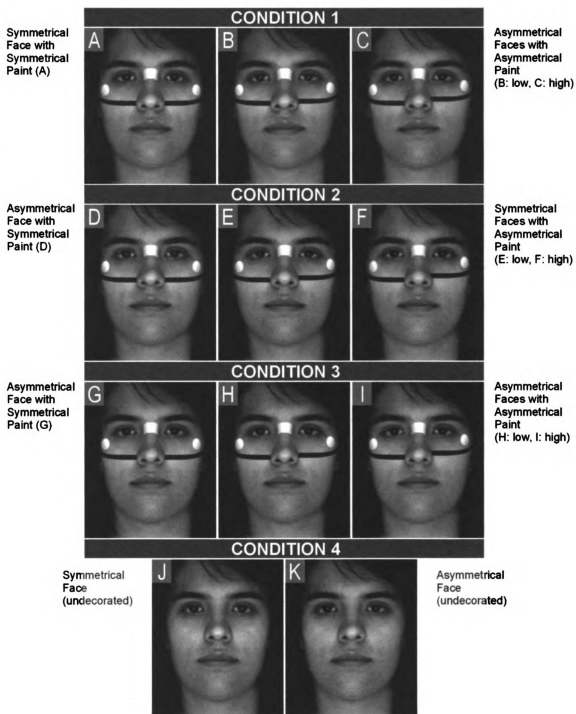 CONDITION 1
Symmetrical
Face with
Symmetrical
Paint (A)
A
B
C
Asymmetrical
Faces with
Asymmetrical
Paint
(B: low, C: high)
CONDITION 2
Asymmetrical
Face with
Symmetrical
Paint (D)
D
E
F
Symmetrical
Faces with
Asymmetrical
Paint
(E: low, F: high)
CONDITION 3
Asymmetrical
Face with
Symmetrical
Paint (G)
G
H
I
Asymmetrical
Faces with
Asymmetrical
Paint
(H: low, I: high)
CONDITION 4
Symmetrical
Face
(undecorated)
J
K
Asymmetrical
Face
(undecorated)